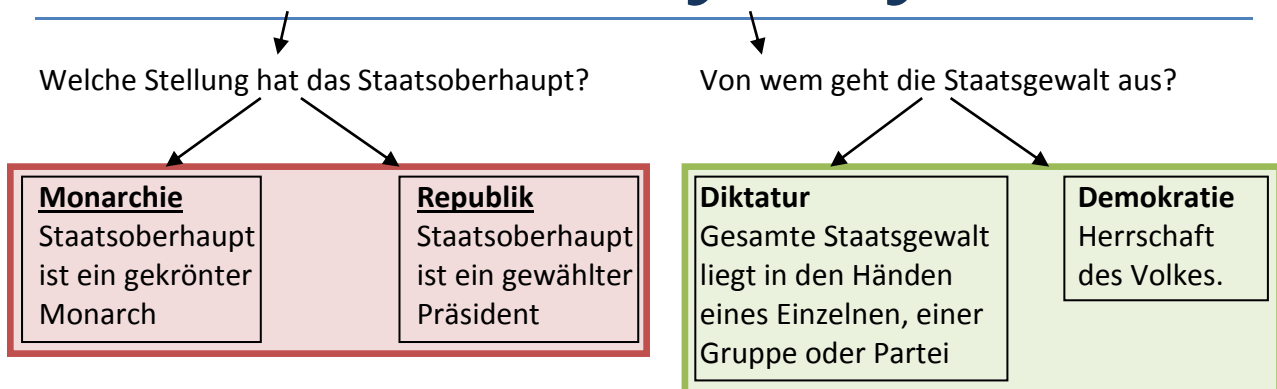 Welche Stellung hat das Staatsoberhaupt?
Von wem geht die Staatsgewalt aus?
Monarchie
Staatsoberhaupt
ist ein gekrönter
Monarch
Republik
Staatsoberhaupt
ist ein gewählter
Präsident
Diktatur
Gesamte Staatsgewalt
liegt in den Händen
eines Einzelnen, einer
Gruppe oder Partei
Demokratie
Herrschaft
des Volkes.